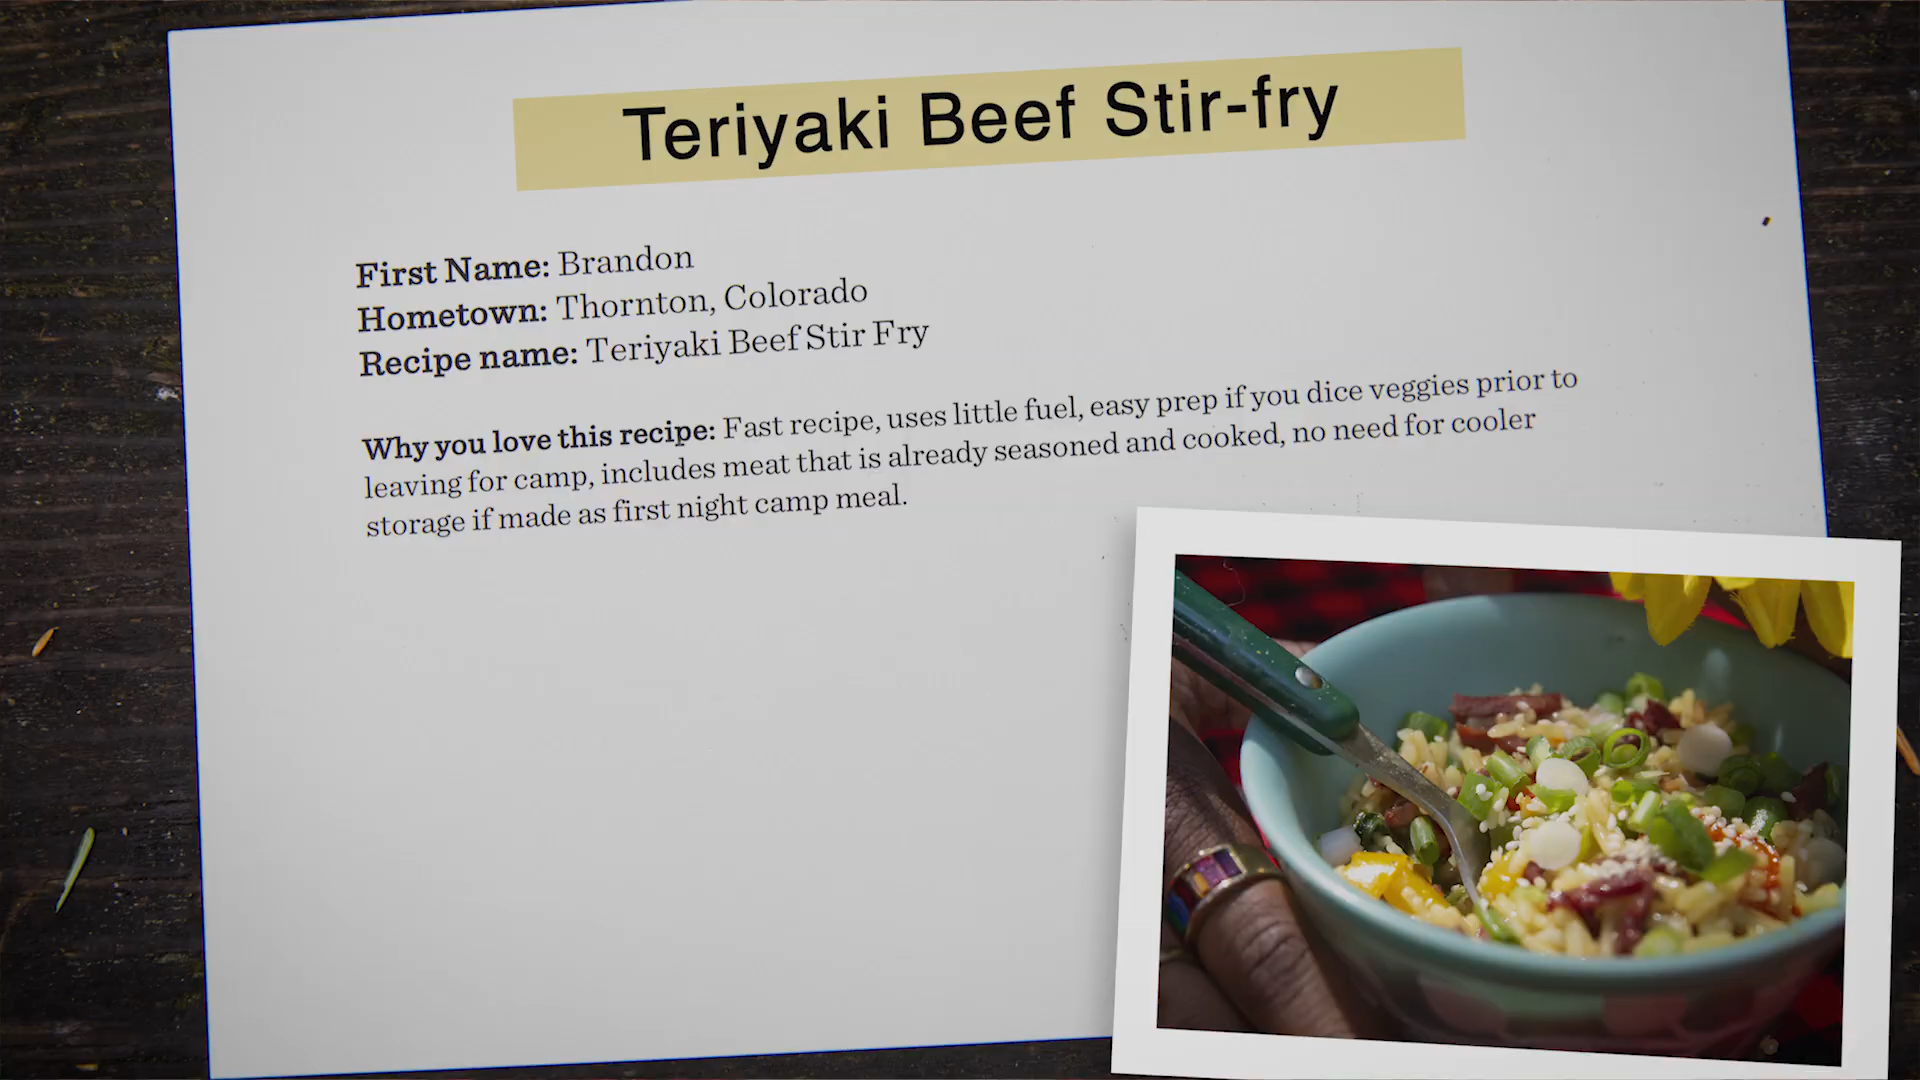 Teriyaki Beef Stir-fry
First Name: Brandon
Hometown: Thornton, Colorado
Recipe name: Teriyaki Beef Stir Fry
Why you love this recipe: Fast recipe, uses little fuel, easy prep if you dice veggies prior to
leaving for camp, includes meat that is already seasoned and cooked, no need for cooler
storage if made as first night camp meal.